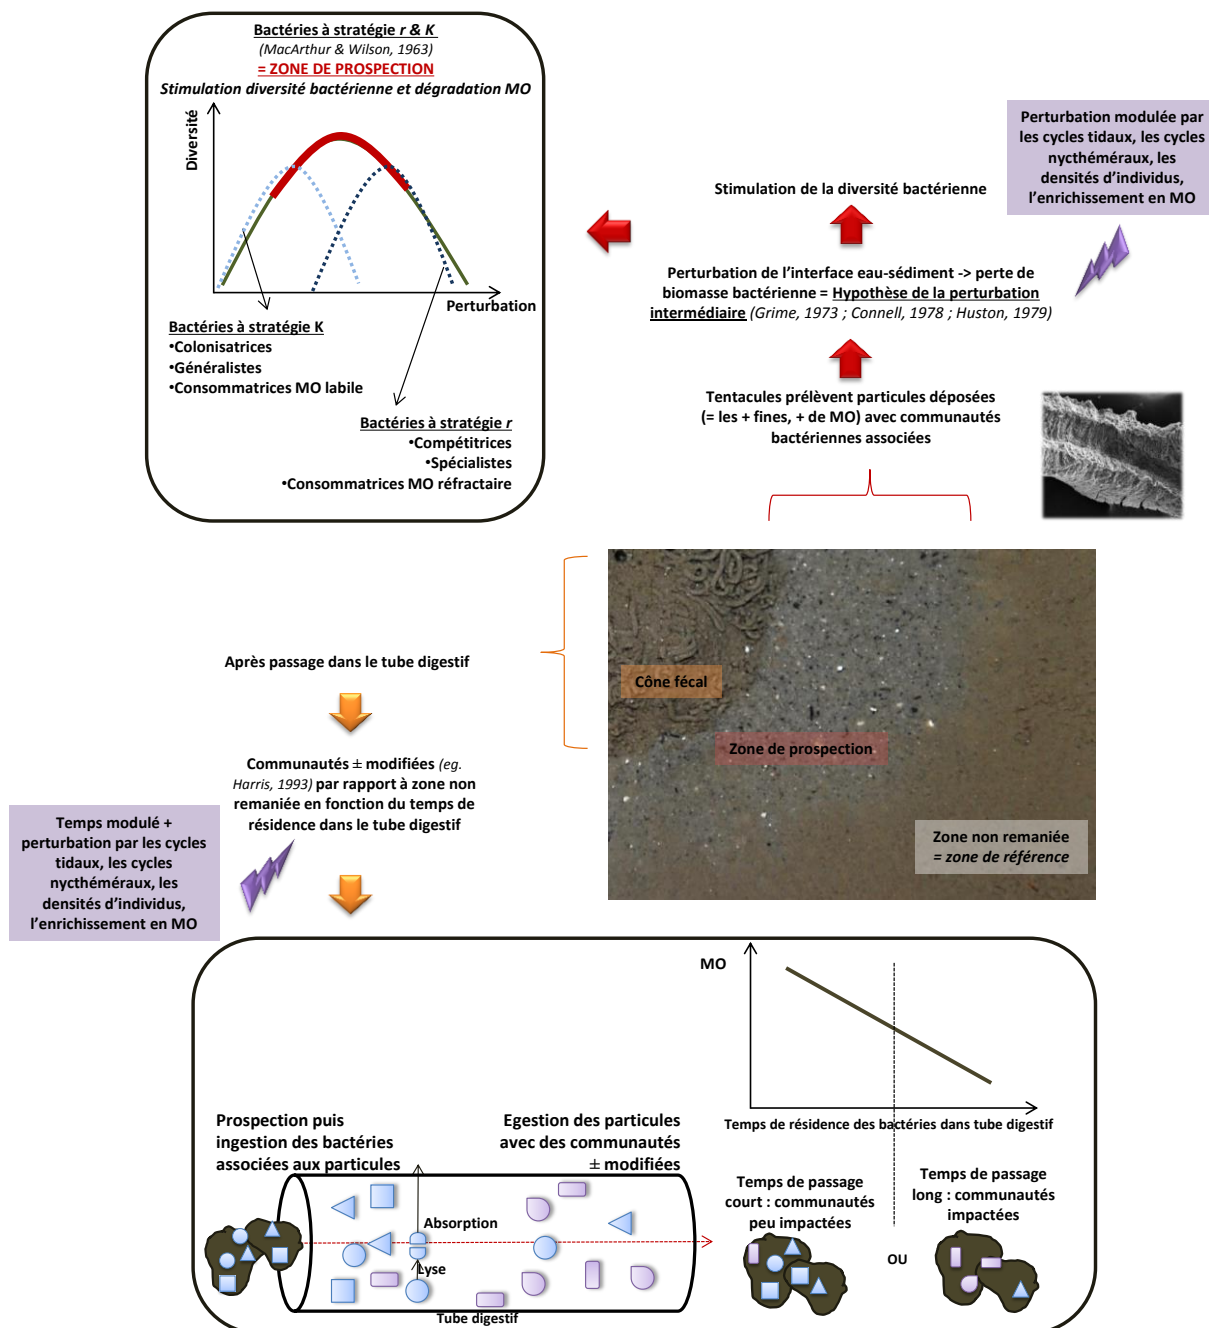 Bactéries à stratégie r & K
(MacArthur & Wilson, 1963)
= ZONE DE PROSPECTION
Stimulation diversité bactérienne et dégradation MO
Diversité
Perturbation
Bactéries à stratégie K
•Colonisatrices
•Généralistes
•Consommatrices MO labile
Bactéries à stratégie r
•Compétitrices
•Spécialistes
•Consommatrices MO réfractaire
Perturbation modulée par
les cycles tidaux, les cycles
nycthéméraux, les
densités d’individus,
l’enrichissement en MO
Stimulation de la diversité bactérienne
Perturbation de l’interface eau-sédiment -> perte de
biomasse bactérienne = Hypothèse de la perturbation
intermédiaire (Grime, 1973 ; Connell, 1978 ; Huston, 1979)
Tentacules prélèvent particules déposées
(= les + fines, + de MO) avec communautés
bactériennes associées
Cône fécal
Zone de prospection
Zone non remaniée
= zone de référence
Après passage dans le tube digestif
Communautés ± modifiées (eg.
Harris, 1993) par rapport à zone non
remaniée en fonction du temps de
résidence dans le tube digestif
Temps modulé +
perturbation par les cycles
tidaux, les cycles
nycthéméraux, les
densités d’individus,
l’enrichissement en MO
MO
Temps de résidence des bactéries dans tube digestif
Prospection puis
ingestion des bactéries
associées aux particules
Egestion des particules
avec des communautés
± modifiées
Absorption
Lyse
Tube digestif
Temps de passage
court : communautés
peu impactées
OU
Temps de passage
long : communautés
impactées